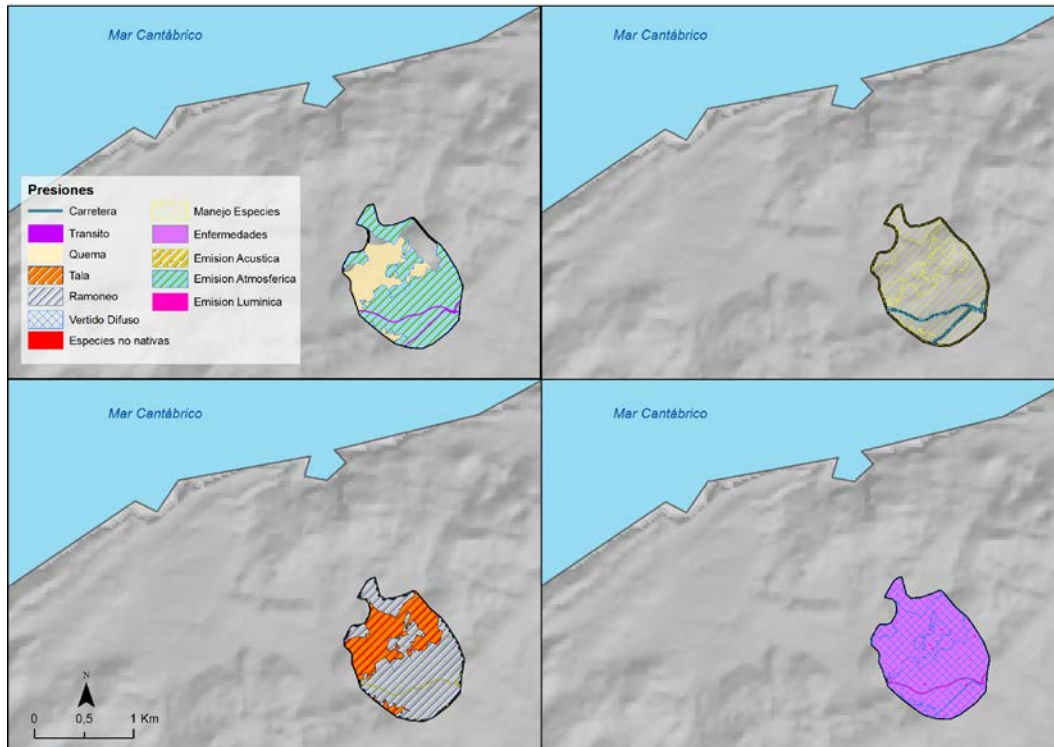 Mar Cantábrico
Mar Cantábrico
Presiones
Carretera
Transito
Quema
Tala
Ramoneo
Vertido Difuso
Especies no nativas
Manejo Especies
Enfermedades
Emision Acustica
Emision Atmosferica
Emision Luminica
Mar Cantábrico
Mar Cantábrico
N
0 0,5 1 Km